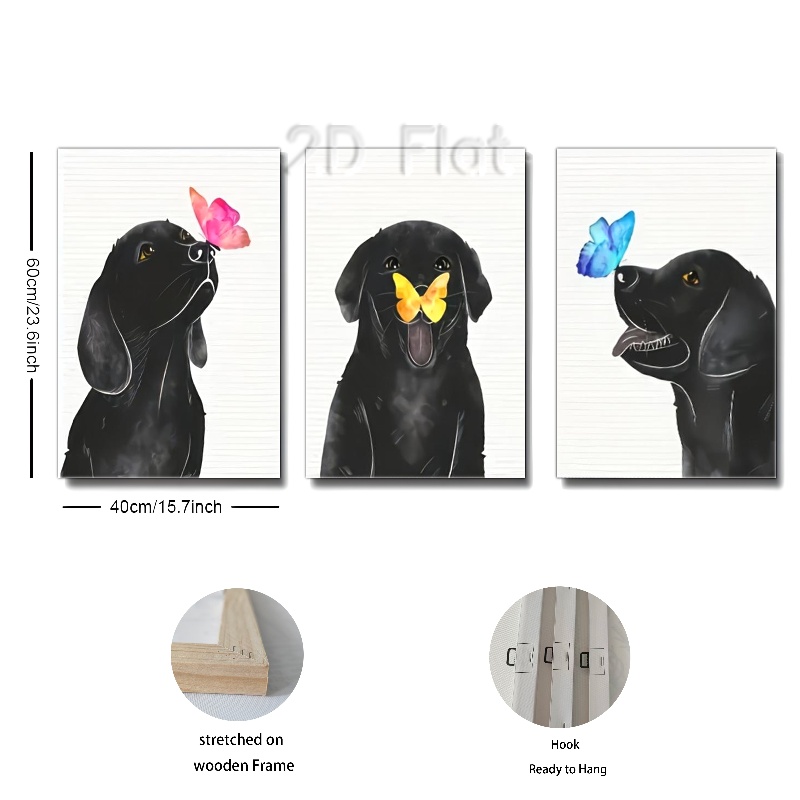 2D Flat
60cm/23.6inch
40cm/15.7inch
stretched on
wooden Frame
Hook
Ready to Hang